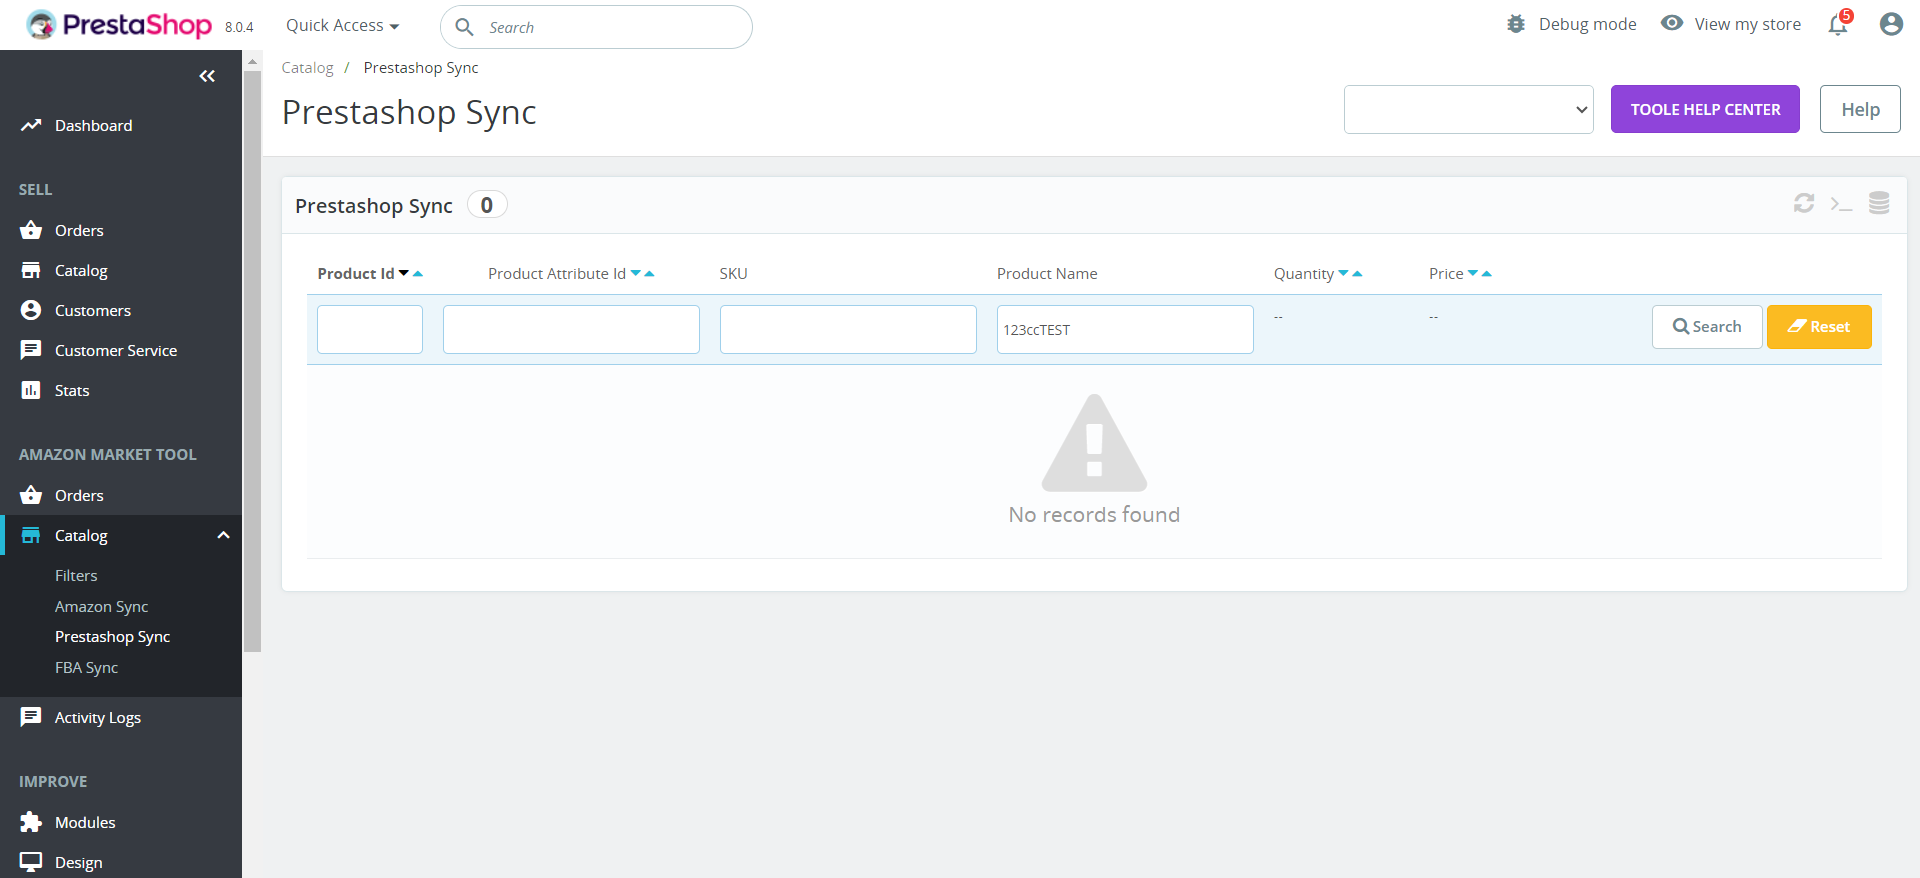 PrestaShop 8.0.4 Quick Access Search Debug mode View my store 5
Catalog / Prestashop Sync
Prestashop Sync
TOOLE HELP CENTER Help
Dashboard
SELL
Orders
Catalog
Customers
Customer Service
Stats
AMAZON MARKET TOOL
Orders
Catalog
Filters
Amazon Sync
Prestashop Sync
FBA Sync
Activity Logs
IMPROVE
Modules
Design
Prestashop Sync 0
Product Id Product Attribute Id SKU Product Name Quantity Price
123ccTEST -- -- Search Reset
No records found